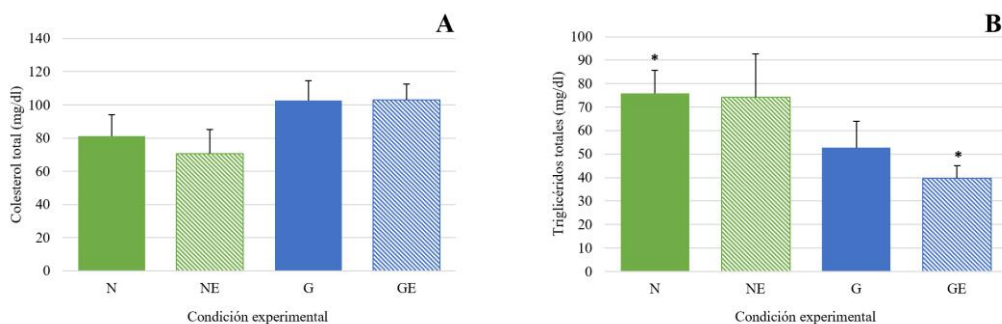 A
Colesterol total (mg/dl)
140
120
100
80
60
40
20
0
N NE G GE
Condición experimental
B
Triglicéridos totales (mg/dl)
100
90
80
70
60
50
40
30
20
10
0
*
*
N NE G GE
Condición experimental